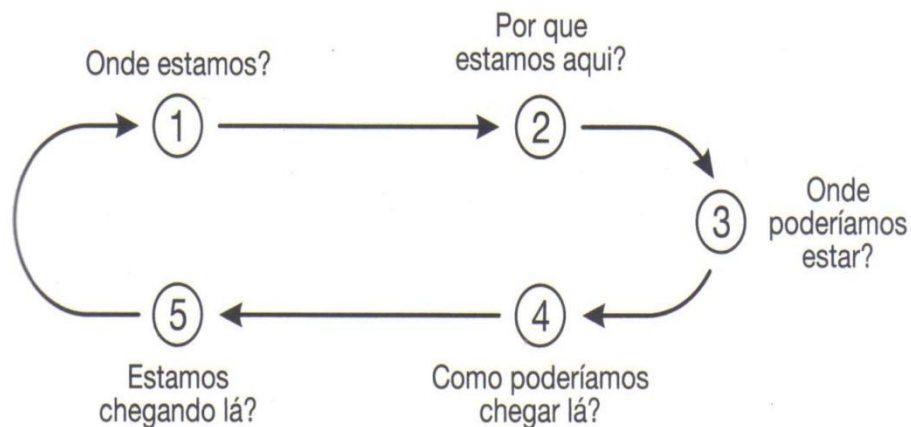 Onde estamos?
1
Por que
estamos aqui?
2
Onde
poderíamos
estar?
3
Como poderíamos
chegar lá?
4
Estamos
chegando lá?
5